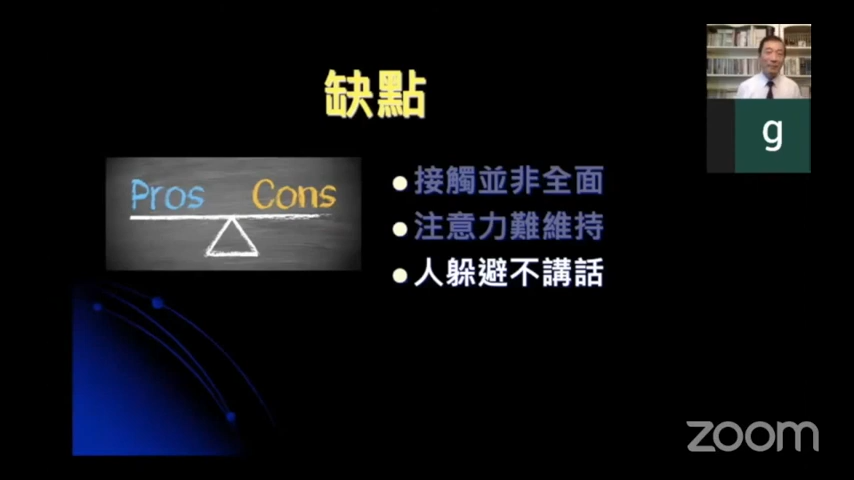 缺點
Pros Cons
接觸並非全面
注意力難維持
人躲避不講話
g
zoom